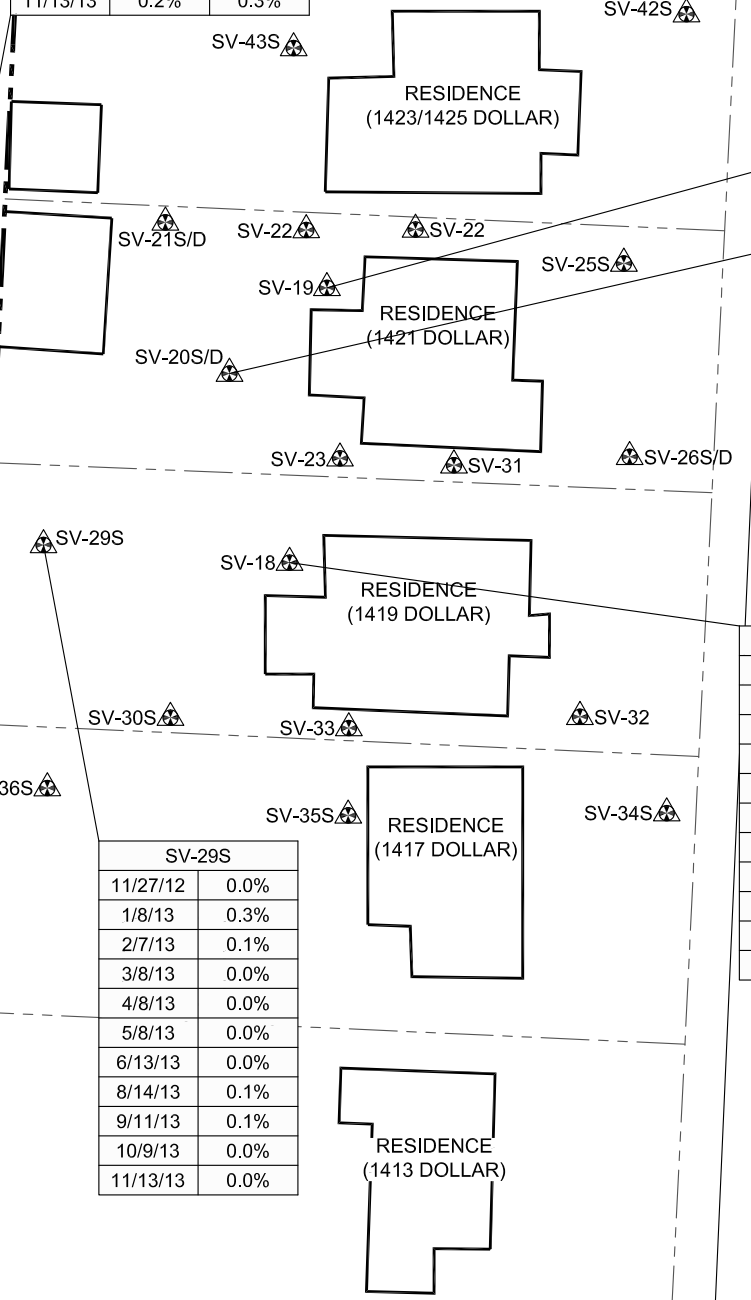 11/13/13 0.2% 0.3%
SV-42S
SV-43S
RESIDENCE
(1423/1425 DOLLAR)
SV-21S/D
SV-22
SV-22
SV-25S
SV-19
RESIDENCE
(1421 DOLLAR)
SV-20S/D
SV-23
SV-31
SV-26S/D
SV-29S
SV-18
RESIDENCE
(1419 DOLLAR)
SV-30S
SV-33
SV-32
36S
SV-35S
SV-34S
RESIDENCE
(1417 DOLLAR)
SV-29S
11/27/12 0.0%
1/8/13 0.3%
2/7/13 0.1%
3/8/13 0.0%
4/8/13 0.0%
5/8/13 0.0%
6/13/13 0.0%
8/14/13 0.1%
9/11/13 0.1%
10/9/13 0.0%
11/13/13 0.0%
RESIDENCE
(1413 DOLLAR)